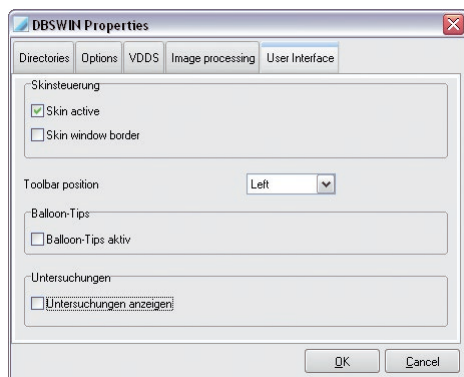 DBSWIN Properties
Directories Options VDDS Image processing User Interface
Skinsteuerung
Skin active
Skin window border
Toolbar position Left
Balloon-Tips
Balloon-Tips aktiv
Untersuchungen
Untersuchungen anzeigen
OK Cancel